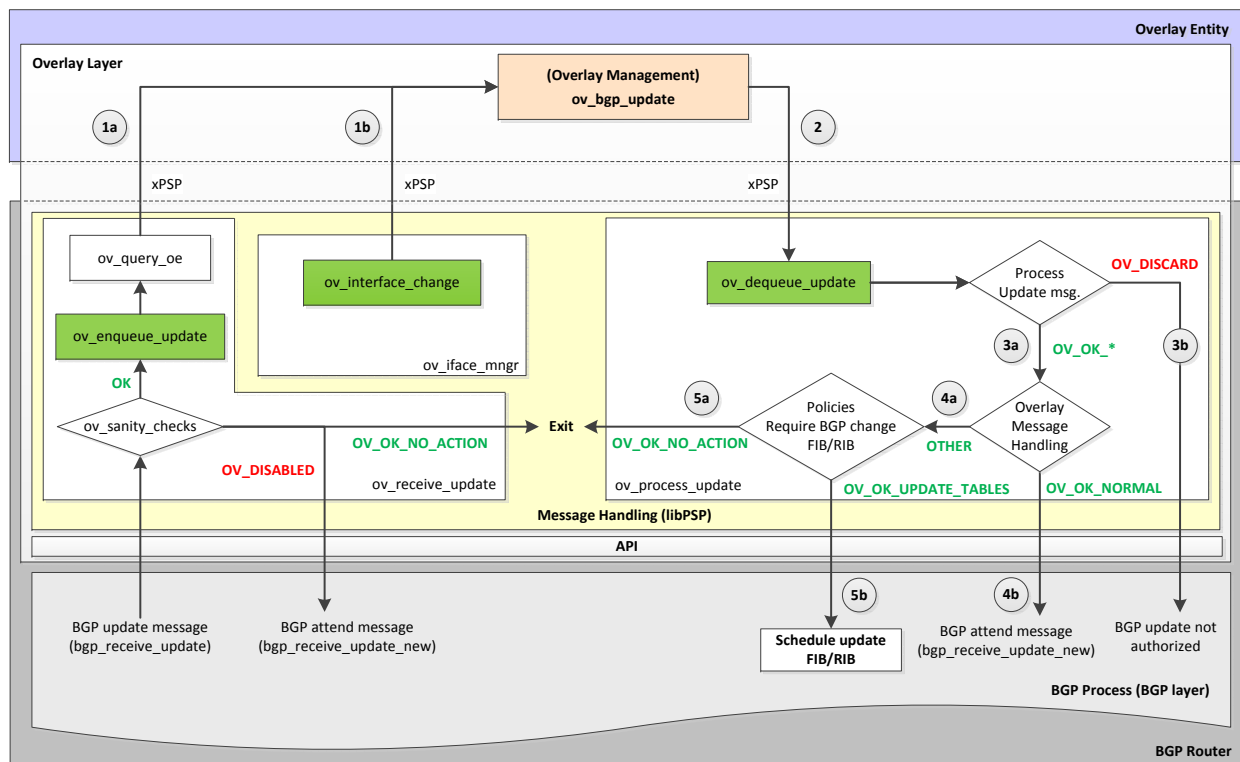 Overlay Entity
Overlay Layer
(Overlay Management)
ov_bgp_update
1a
1b
2
xPSP
xPSP
xPSP
ov_query_oe
ov_interface_change
ov_dequeue_update
Process
Update msg.
OV_DISCARD
ov_enqueue_update
ov_iface_mngr
3a
OV_OK_*
3b
OK
5a
4a
ov_sanity_checks
Exit
Policies
Require BGP change
FIB/RIB
Overlay
Message
Handling
OV_OK_NO_ACTION
OV_OK_NO_ACTION
OTHER
OV_DISABLED
ov_receive_update
ov_process_update
OV_OK_UPDATE_TABLES
OV_OK_NORMAL
Message Handling (libPSP)
API
5b
4b
BGP update message
(bgp_receive_update)
BGP attend message
(bgp_receive_update_new)
Schedule update
FIB/RIB
BGP attend message
(bgp_receive_update_new)
BGP update not
authorized
BGP Process (BGP layer)
BGP Router